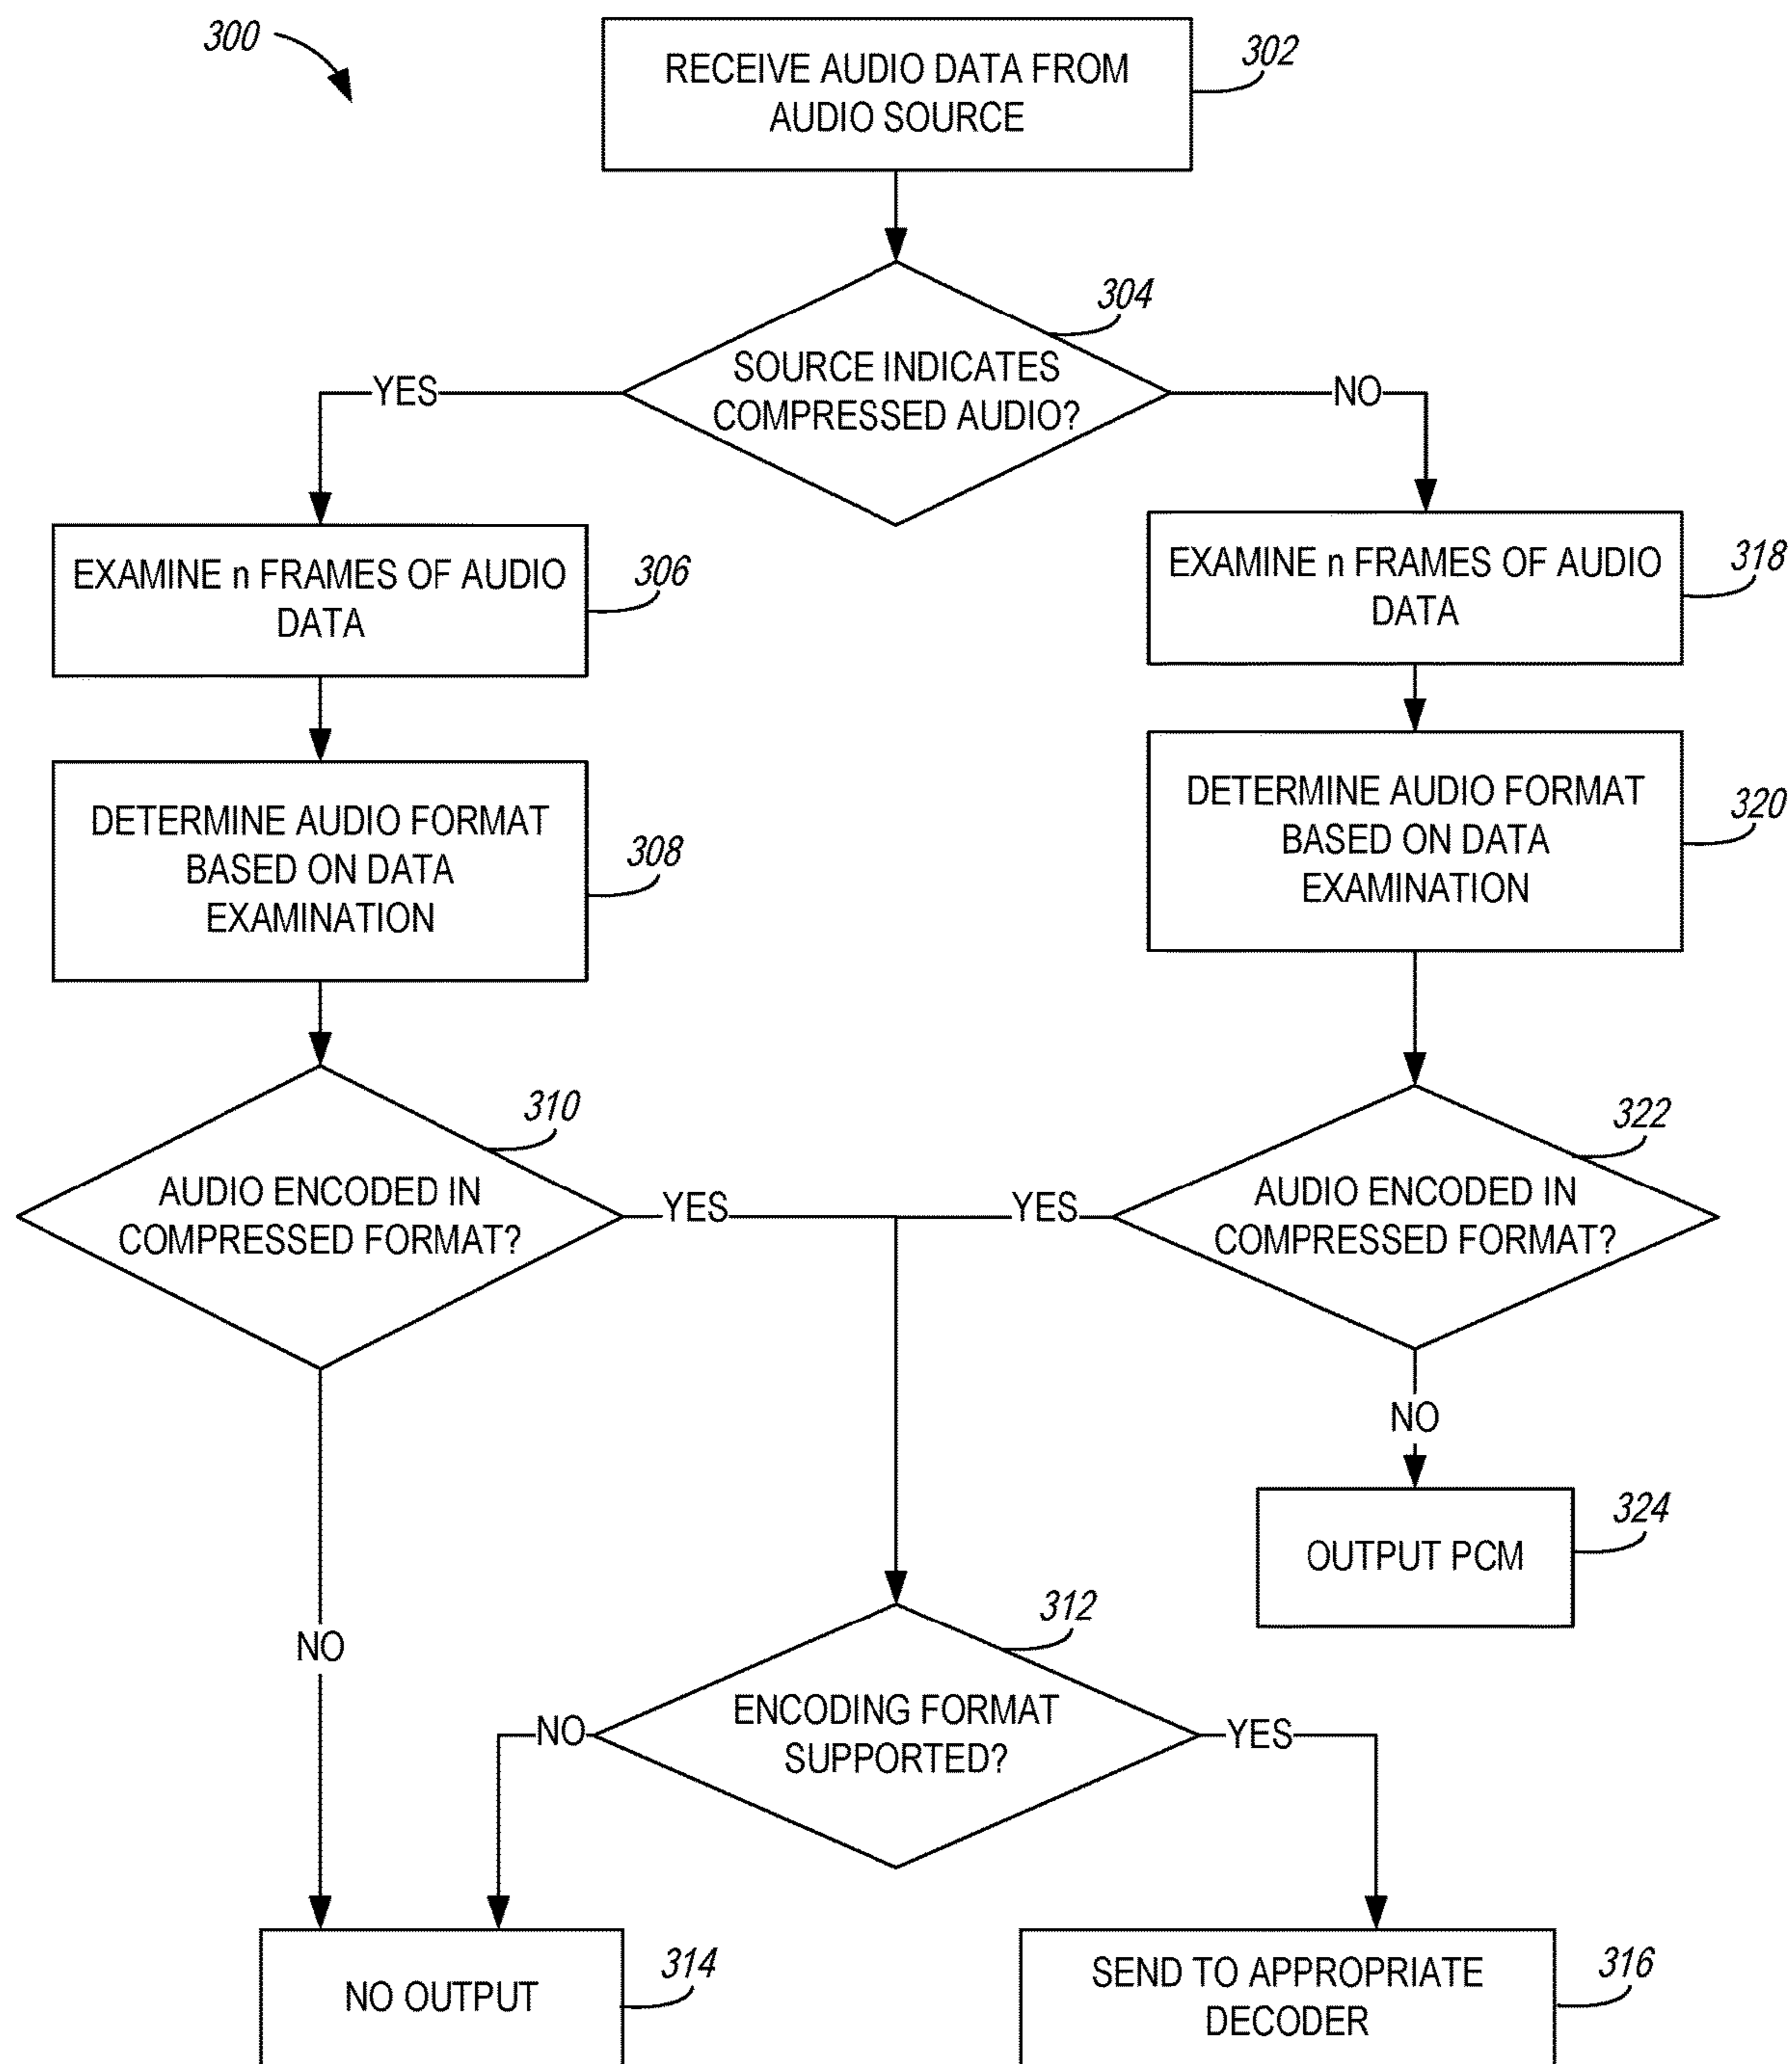 300
RECEIVE AUDIO DATA FROM
AUDIO SOURCE
302
304
SOURCE INDICATES
COMPRESSED AUDIO?
YES
NO
EXAMINE n FRAMES OF AUDIO
DATA
306
EXAMINE n FRAMES OF AUDIO
DATA
318
DETERMINE AUDIO FORMAT
BASED ON DATA
EXAMINATION
308
DETERMINE AUDIO FORMAT
BASED ON DATA
EXAMINATION
320
310
AUDIO ENCODED IN
COMPRESSED FORMAT?
YES
YES
322
AUDIO ENCODED IN
COMPRESSED FORMAT?
NO
OUTPUT PCM
324
NO
312
ENCODING FORMAT
SUPPORTED?
NO
YES
NO OUTPUT
314
SEND TO APPROPRIATE
DECODER
316